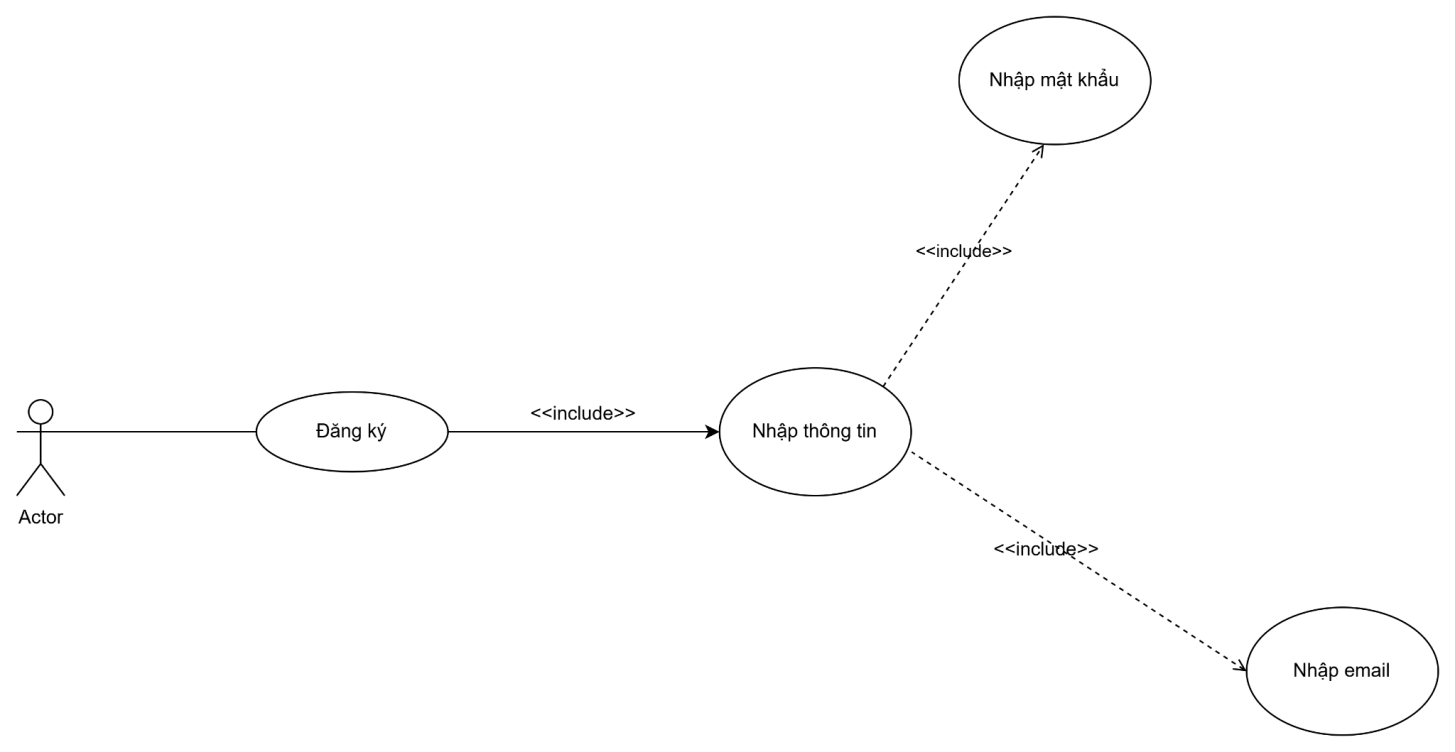 Nhập mật khẩu
<<include>>
<<include>>
Đăng ký
Nhập thông tin
Actor
<<include>>
Nhập email